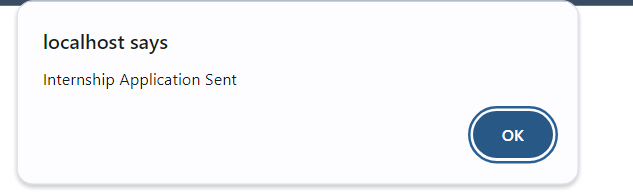 localhost says
Internship Application Sent
OK